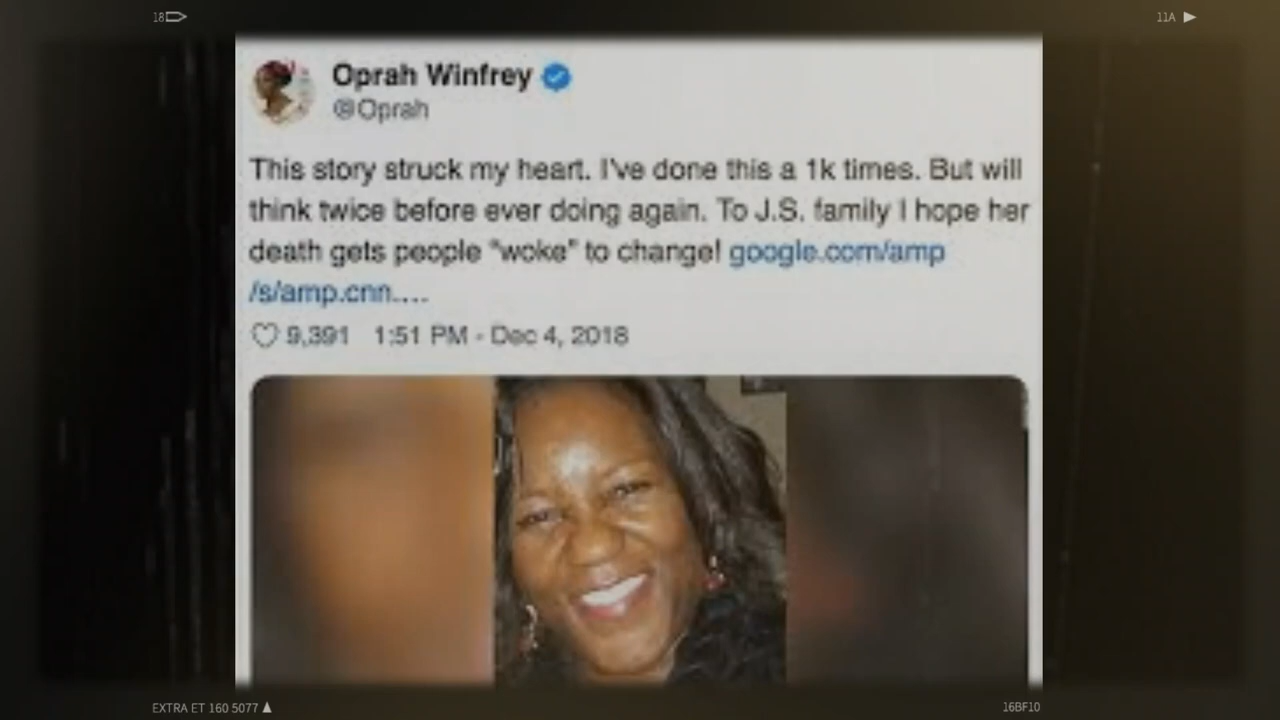 18
11A
Oprah Winfrey
@Oprah
This story struck my heart. I've done this a 1k times. But will
think twice before ever doing again. To J.S. family I hope her
death gets people "woke" to change! google.com/amp
/s/amp.cnn....
9,391 1:51 PM - Dec 4, 2018
EXTRA ET 160 5077
16BF10